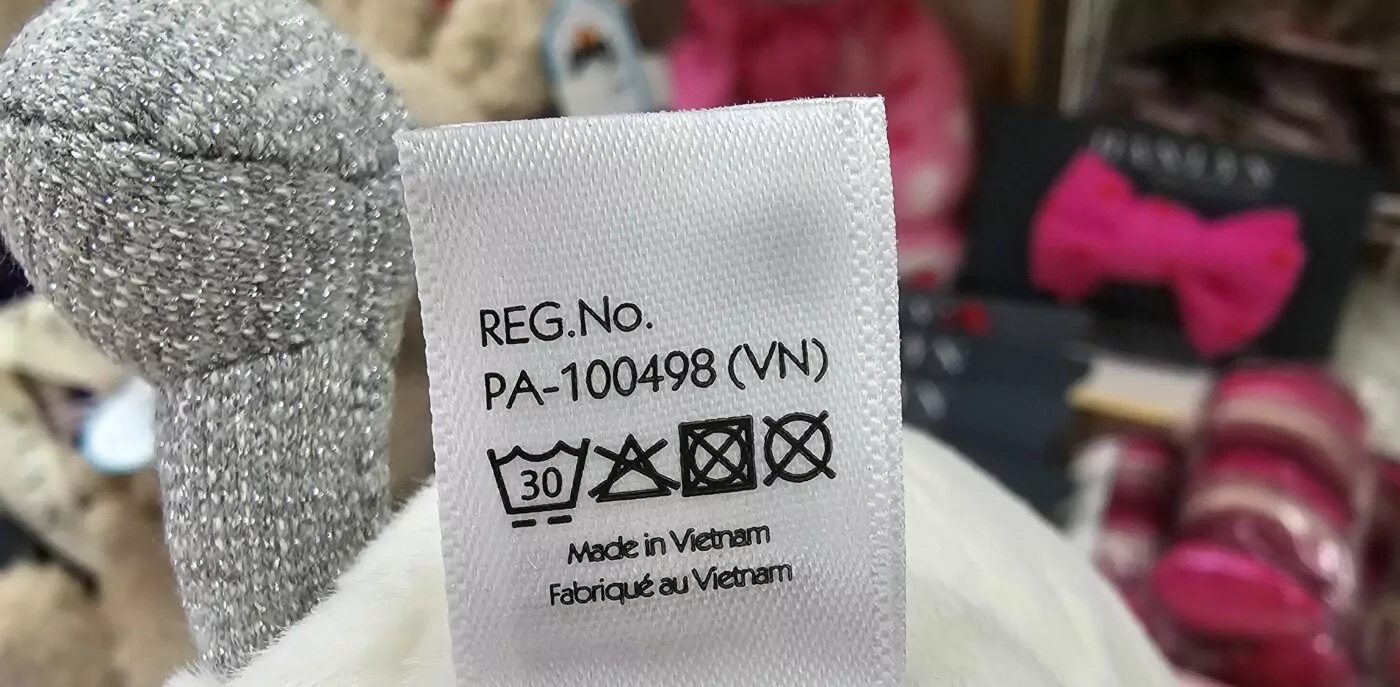 REG.No.
PA-100498 (VN)
30
Made in Vietnam
Fabriqué au Vietnam